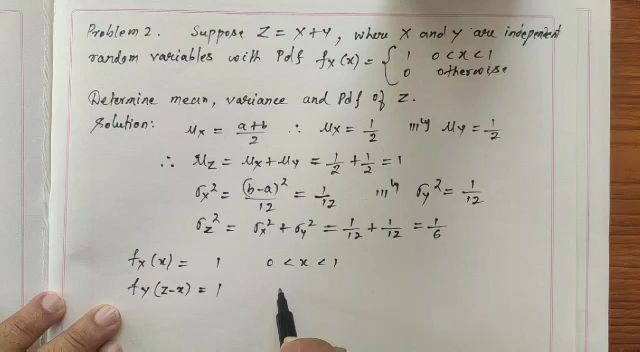 Problem 2. Suppose Z = X+Y, where X and Y are independent
random variables with Pdf fx(x) = { 1 0<x<1
0 otherwise
Determine mean, variance and Pdf of Z.
Solution: μx = a+b/2 ∴ μx = 1/2 |||ly μy = 1/2
∴ μz = μx + μy = 1/2 + 1/2 = 1
σx² = (b-a)²/12 = 1/12 |||ly σy² = 1/12
σz² = σx² + σy² = 1/12 + 1/12 = 1/6
fx(x) = 1 0 < x < 1
fy(z-x) = 1